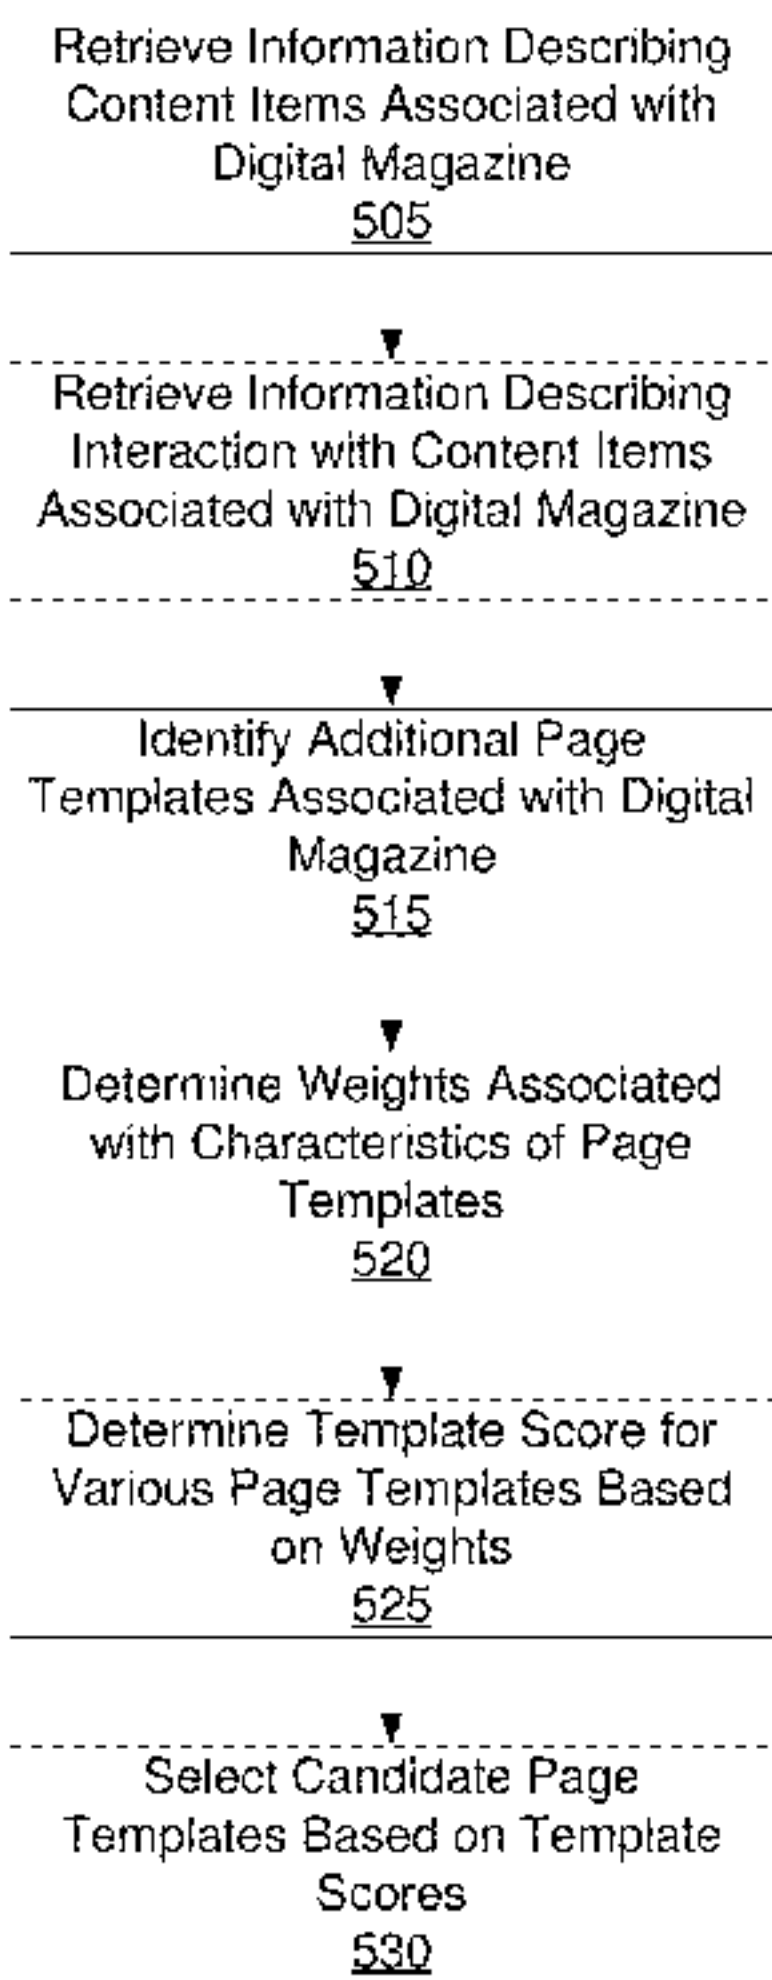 Retrieve Information Describing
Content Items Associated with
Digital Magazine
505
Retrieve Information Describing
Interaction with Content Items
Associated with Digital Magazine
510
Identify Additional Page
Templates Associated with Digital
Magazine
515
Determine Weights Associated
with Characteristics of Page
Templates
520
Determine Template Score for
Various Page Templates Based
on Weights
525
Select Candidate Page
Templates Based on Template
Scores
530